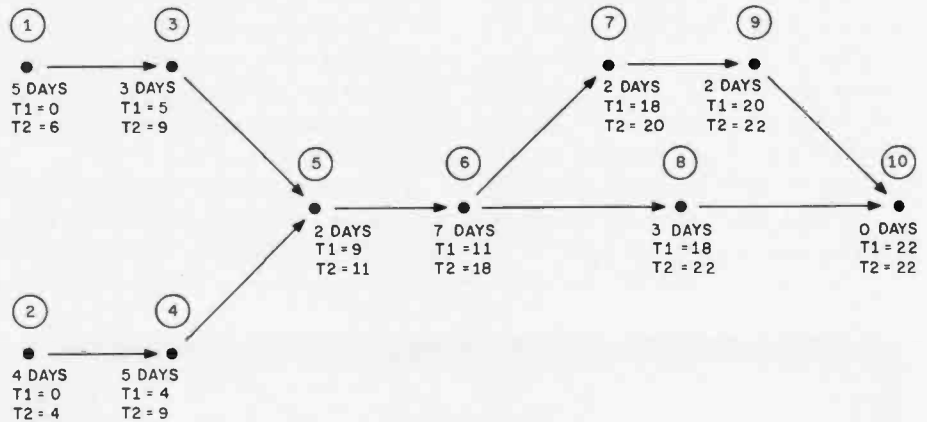 1
3
7
9
5 DAYS
T1 = 0
T2 = 6
3 DAYS
T1 = 5
T2 = 9
2 DAYS
T1 = 18
T2 = 20
2 DAYS
T1 = 20
T2 = 22
5
6
8
10
2 DAYS
T1 = 9
T2 = 11
7 DAYS
T1 = 11
T2 = 18
3 DAYS
T1 = 18
T2 = 22
0 DAYS
T1 = 22
T2 = 22
2
4
4 DAYS
T1 = 0
T2 = 4
5 DAYS
T1 = 4
T2 = 9